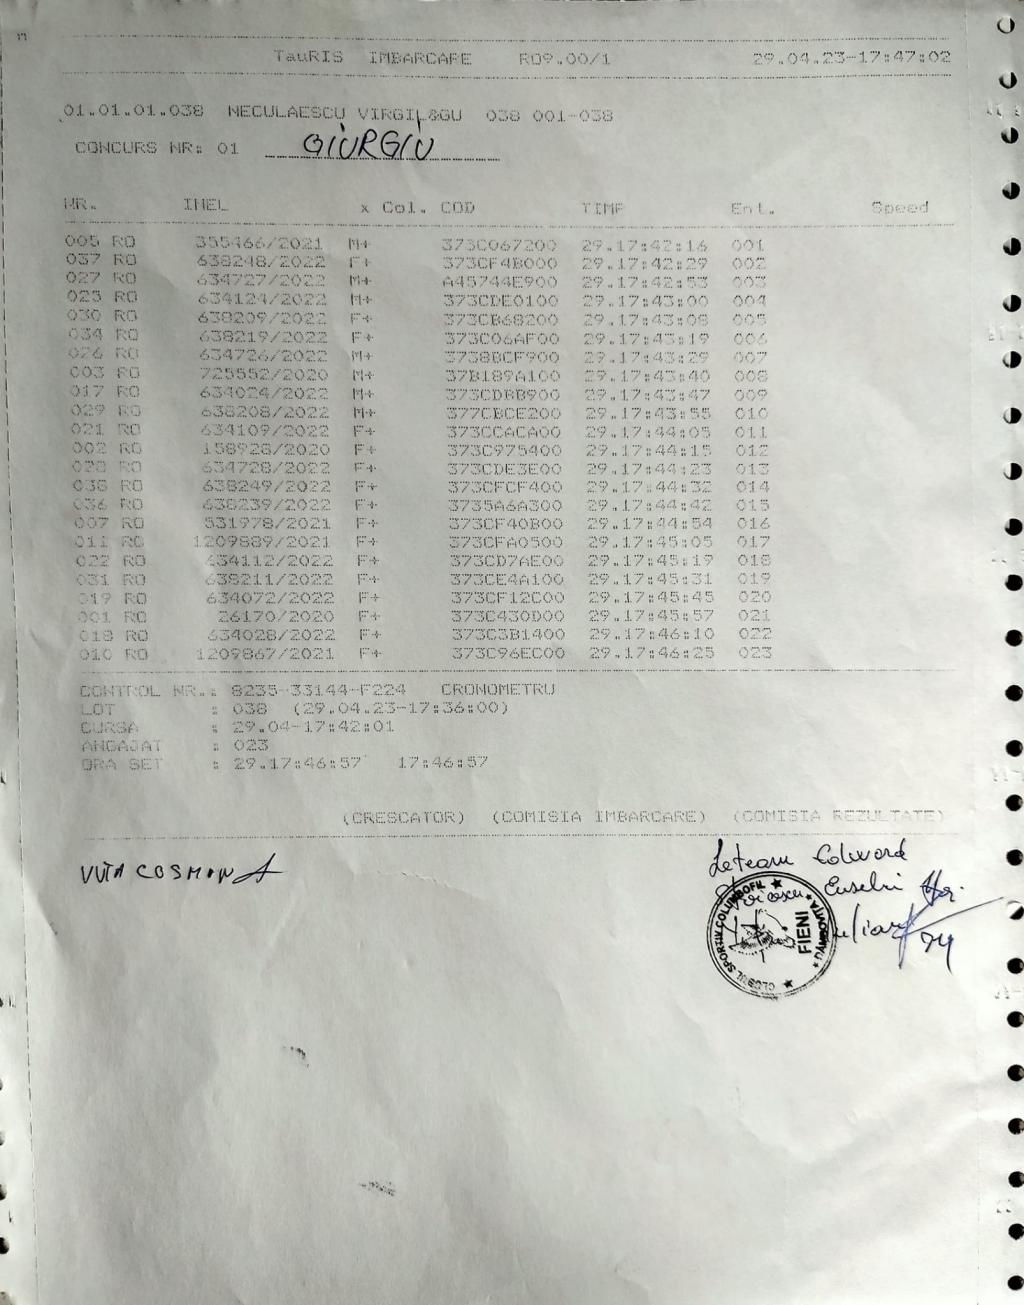 TauRIS IMBARCARE RO9.00/1 29.04.23-17:47:02
01.01.01.038 NECULAESCU VIRGIL&GU 038 001-038
CONCURS NR: 01 GIURGIU
NR. INEL x Col. COD TIMP Ent. Speed
005 RO 355466/2021 M+ 373C067200 29.17:42:16 001
037 RO 638248/2022 F+ 373CF4B000 29.17:42:29 002
027 RO 634727/2022 M+ A45744E900 29.17:42:53 003
025 RO 634124/2022 M+ 373CDE0100 29.17:43:00 004
030 RO 638209/2022 F+ 373CB68200 29.17:43:08 005
034 RO 638219/2022 F+ 373C06AF00 29.17:43:19 006
026 RO 634726/2022 M+ 3738BCF900 29.17:43:29 007
003 RO 725552/2020 M+ 37B189A100 29.17:43:40 008
017 RO 634024/2022 M+ 373CDBB900 29.17:43:47 009
029 RO 638208/2022 M+ 377CBCE200 29.17:43:55 010
021 RO 634109/2022 F+ 373CCACA00 29.17:44:05 011
002 RO 158928/2020 F+ 373C975400 29.17:44:15 012
028 RO 634728/2022 F+ 373CDE3E00 29.17:44:23 013
038 RO 638249/2022 F+ 373CFCF400 29.17:44:32 014
036 RO 638239/2022 F+ 3735A6A300 29.17:44:42 015
007 RO 531978/2021 F+ 373CF40B00 29.17:44:54 016
011 RO 1209889/2021 F+ 373CFA0500 29.17:45:05 017
022 RO 634112/2022 F+ 373CD7AE00 29.17:45:19 018
031 RO 638211/2022 F+ 373CE4A100 29.17:45:31 019
019 RO 634072/2022 F+ 373CF12C00 29.17:45:45 020
001 RO 26170/2020 F+ 373C430D00 29.17:45:57 021
018 RO 634028/2022 F+ 373C3B1400 29.17:46:10 022
010 RO 1209867/2021 F+ 373C96EC00 29.17:46:25 023
CONTROL NR.: 8235-33144-F224 CRONOMETRU
LOT : 038 (29.04.23-17:36:00)
CURSA : 29.04-17:42:01
ANGAJAT : 023
ORA SET : 29.17:46:57 17:46:57
(CRESCATOR) (COMISIA IMBARCARE) (COMISIA REZULTATE)
VUTA COSMIN
Eusebiu
CLUBUL SPORTIV COLUMBOFIL
FIENI
DÂMBOVIȚA